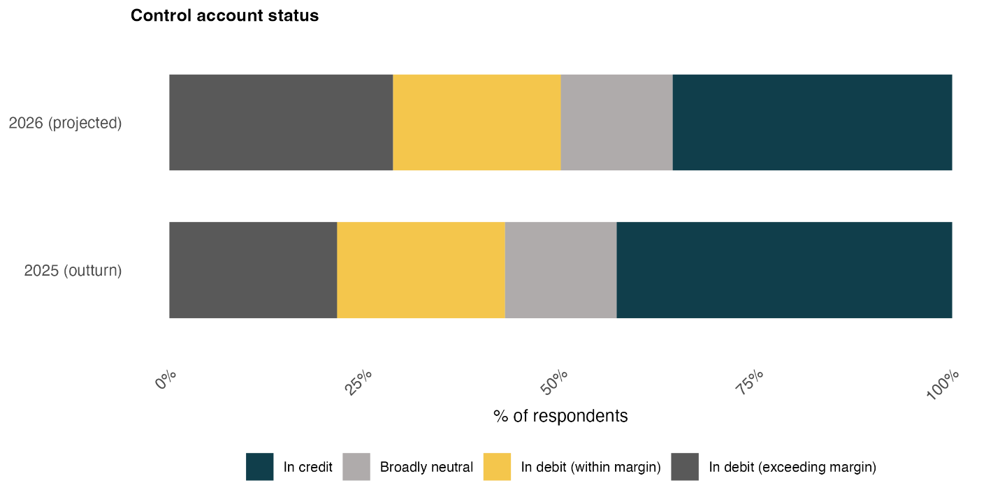 Control account status
2026 (projected)
2025 (outturn)
0%
25%
50%
75%
100%
% of respondents
In credit
Broadly neutral
In debit (within margin)
In debit (exceeding margin)